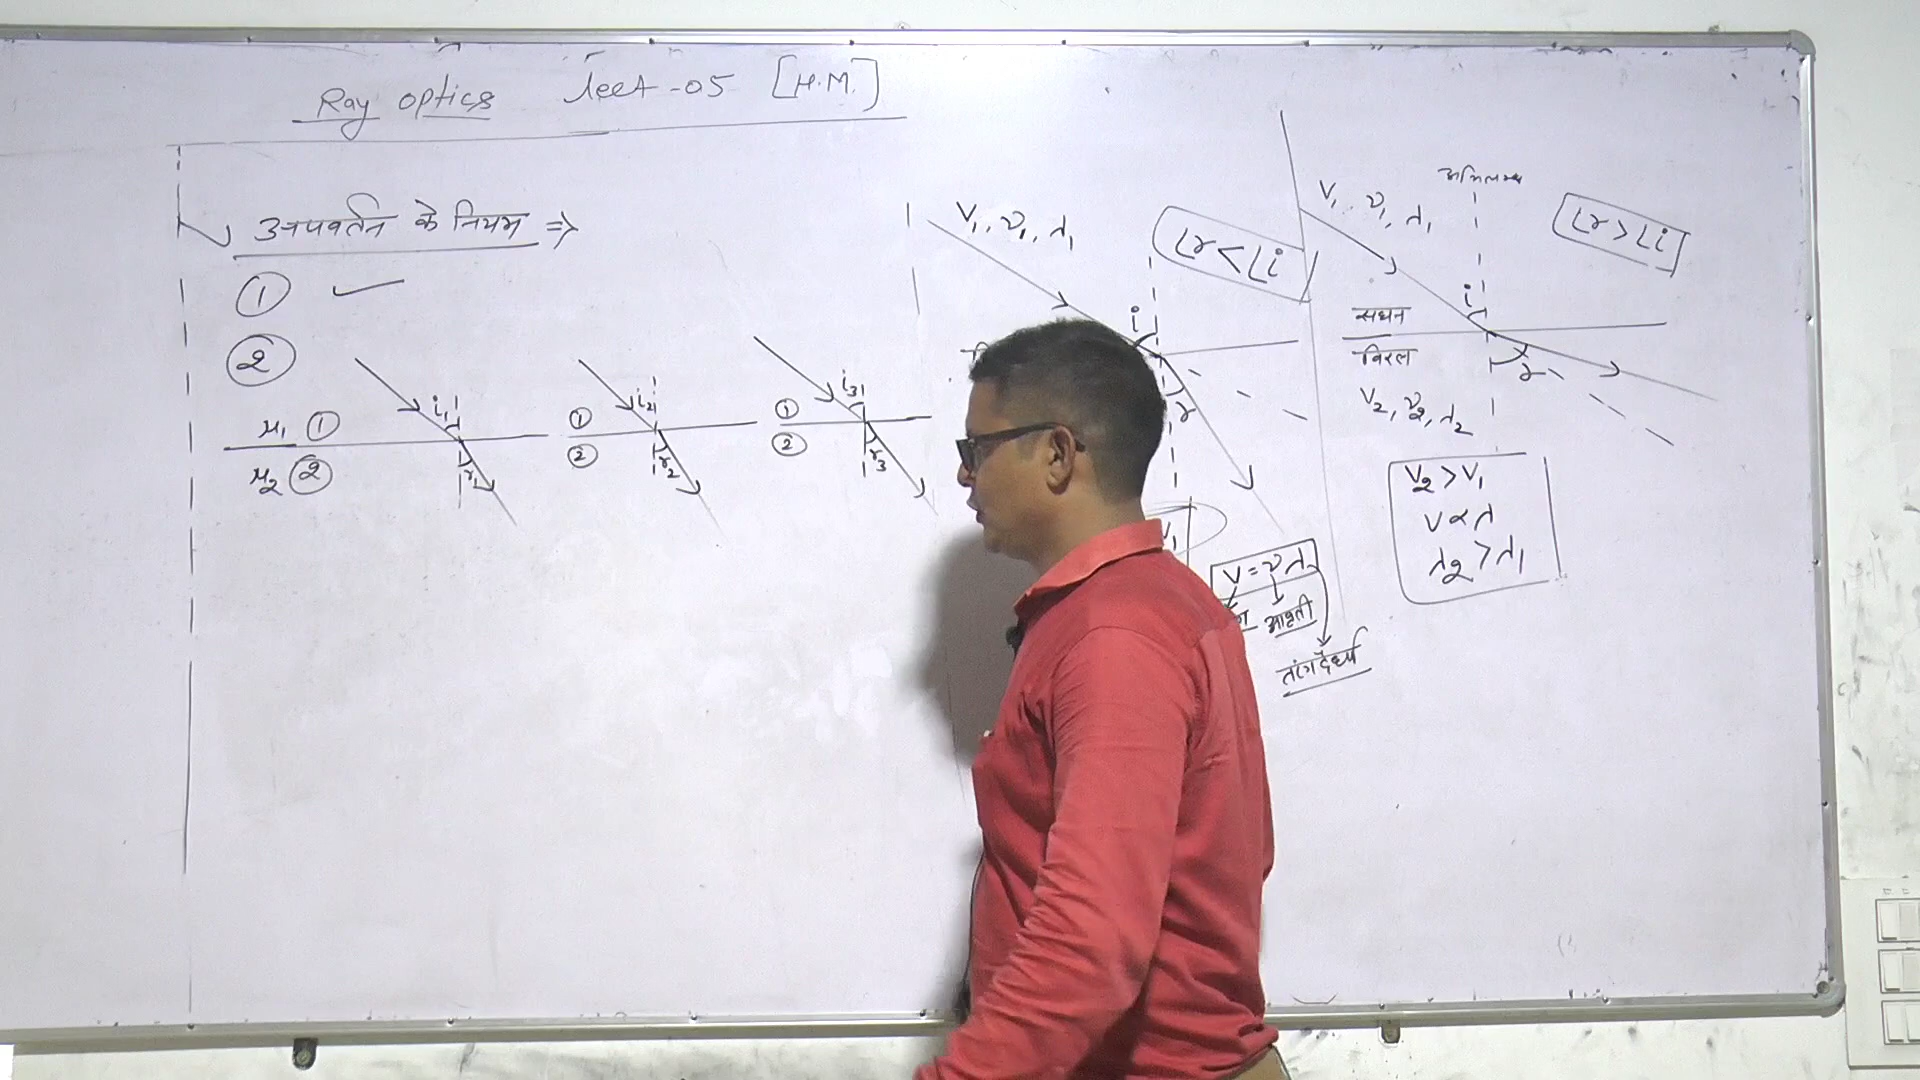 Ray optics Lect-05 [H.M.]
अपवर्तन के नियम ⇒
①
②
μ₁ ①
μ₂ ②
i₁
r₁
①
②
i₂
r₂
①
②
i₃
r₃
V₁, ν₁, λ₁
∠r < ∠i
i
r
V = νλ
आवृती
तंरगदैर्ध्य
V₁, ν₁, λ₁
अभिलम्ब
∠r > ∠i
i
सघन
विरल
r
V₂, ν₂, λ₂
V₂ > V₁
V ∝ λ
λ₂ > λ₁